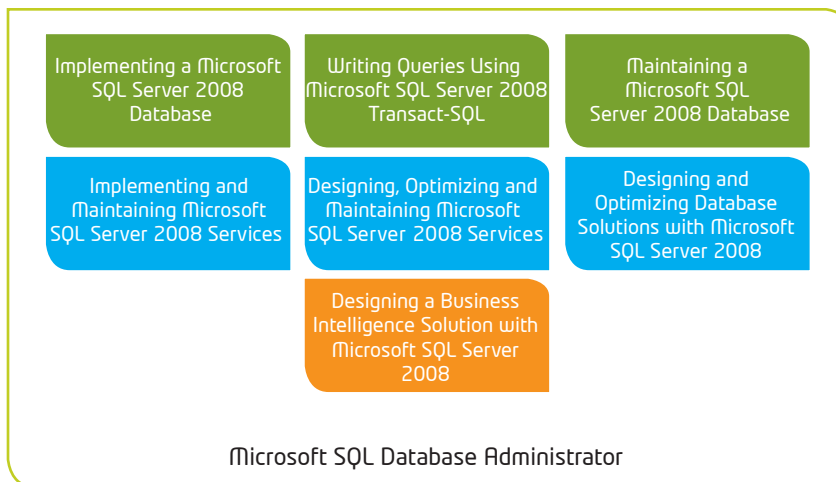 Implementing a Microsoft
SQL Server 2008
Database
Writing Queries Using
Microsoft SQL Server 2008
Transact-SQL
Maintaining a
Microsoft SQL
Server 2008 Database
Implementing and
Maintaining Microsoft
SQL Server 2008 Services
Designing, Optimizing and
Maintaining Microsoft
SQL Server 2008 Services
Designing and
Optimizing Database
Solutions with Microsoft
SQL Server 2008
Designing a Business
Intelligence Solution with
Microsoft SQL Server
2008
Microsoft SQL Database Administrator